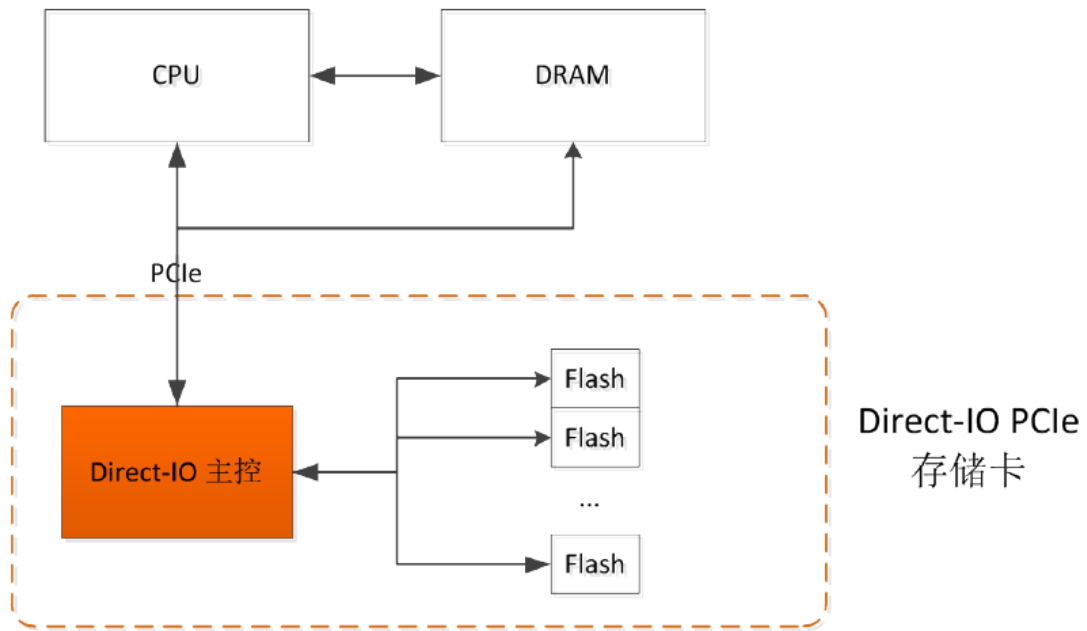 CPU
DRAM
PCIe
Flash
Flash
Direct-IO 主控
...
Flash
Direct-IO PCIe
存储卡